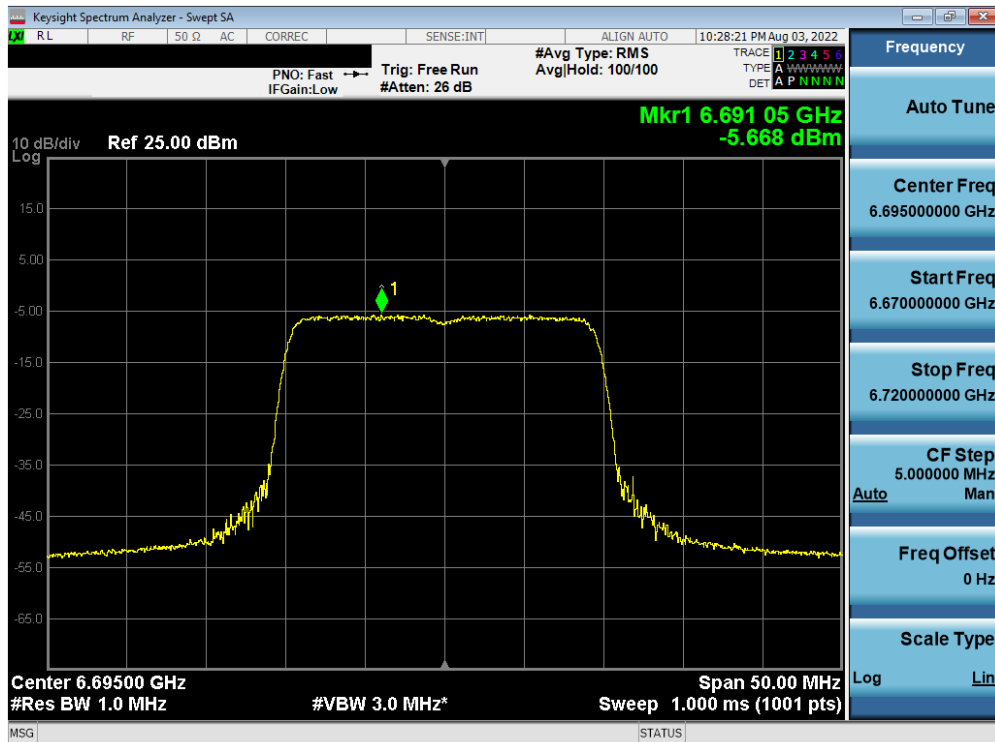 Keysight Spectrum Analyzer - Swept SA
LXI RL RF 50 Ω AC CORREC SENSE:INT ALIGN AUTO 10:28:21 PM Aug 03, 2022
PNO: Fast
IFGain:Low
Trig: Free Run
#Atten: 26 dB
#Avg Type: RMS
Avg|Hold: 100/100
TRACE 1 2 3 4 5 6
TYPE A WWWWW
DET A P N N N N
Mkr1 6.691 05 GHz
-5.668 dBm
10 dB/div Ref 25.00 dBm
Log
15.0
5.00
-5.00
-15.0
-25.0
-35.0
-45.0
-55.0
-65.0
1
Center 6.69500 GHz Span 50.00 MHz
#Res BW 1.0 MHz #VBW 3.0 MHz* Sweep 1.000 ms (1001 pts)
MSG STATUS
Frequency
Auto Tune
Center Freq
6.695000000 GHz
Start Freq
6.670000000 GHz
Stop Freq
6.720000000 GHz
CF Step
5.000000 MHz
Auto Man
Freq Offset
0 Hz
Scale Type
Log Lin